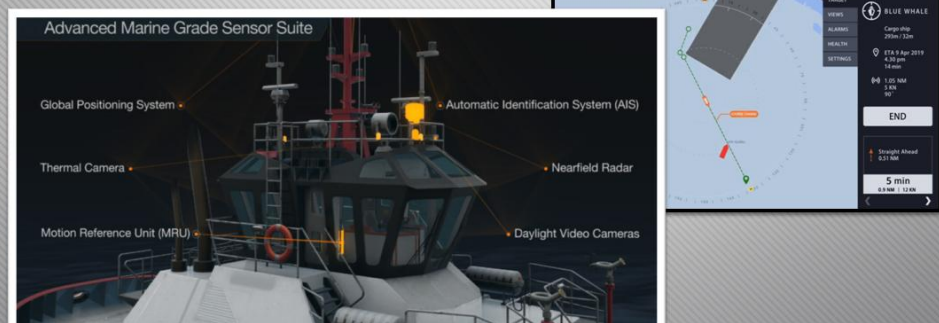 Advanced Marine Grade Sensor Suite
Global Positioning System
Automatic Identification System (AIS)
Thermal Camera
Nearfield Radar
Motion Reference Unit (MRU)
Daylight Video Cameras
VIEWS
ALARMS
HEALTH
SETTINGS
BLUE WHALE
Cargo ship
293m / 32m
ETA 9 Apr 2019
4.30 pm
14 min
1.05 NM
5 KN
90°
END
Straight Ahead
0.51 NM
5 min
0.9 NM | 12 KN